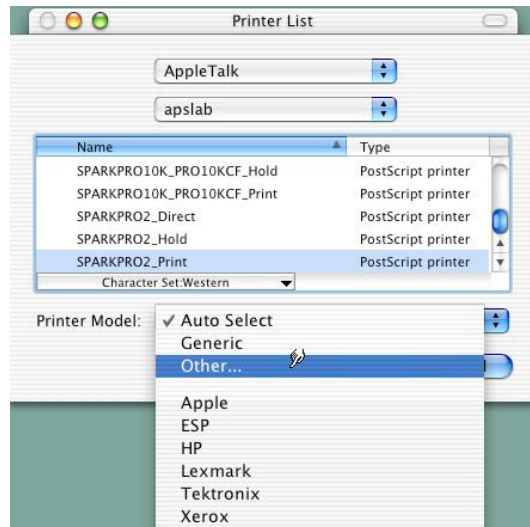 Printer List
AppleTalk
apslab
Name Type
SPARKPRO10K_PRO10KCF_Hold PostScript printer
SPARKPRO10K_PRO10KCF_Print PostScript printer
SPARKPRO2_Direct PostScript printer
SPARKPRO2_Hold PostScript printer
SPARKPRO2_Print PostScript printer
Character Set:Western
Printer Model: ✓ Auto Select
Generic
Other...
Apple
ESP
HP
Lexmark
Tektronix
Xerox